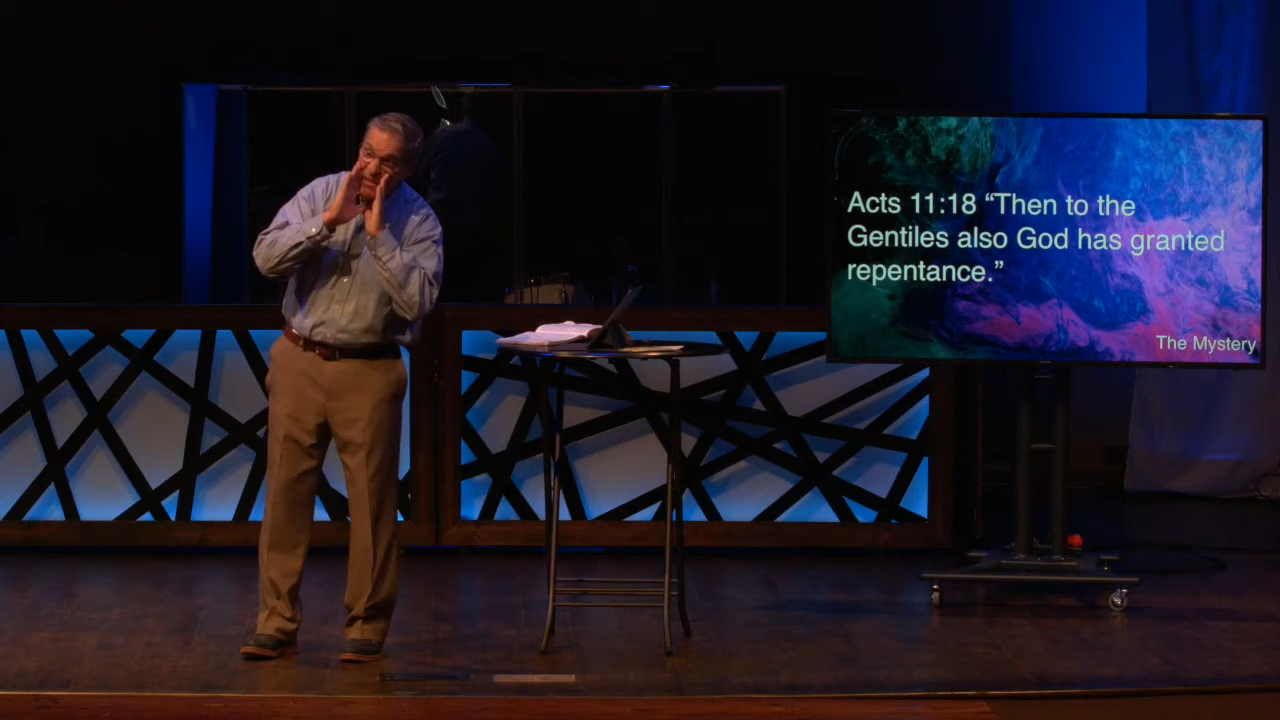 Acts 11:18 “Then to the
Gentiles also God has granted
repentance.”
The Mystery